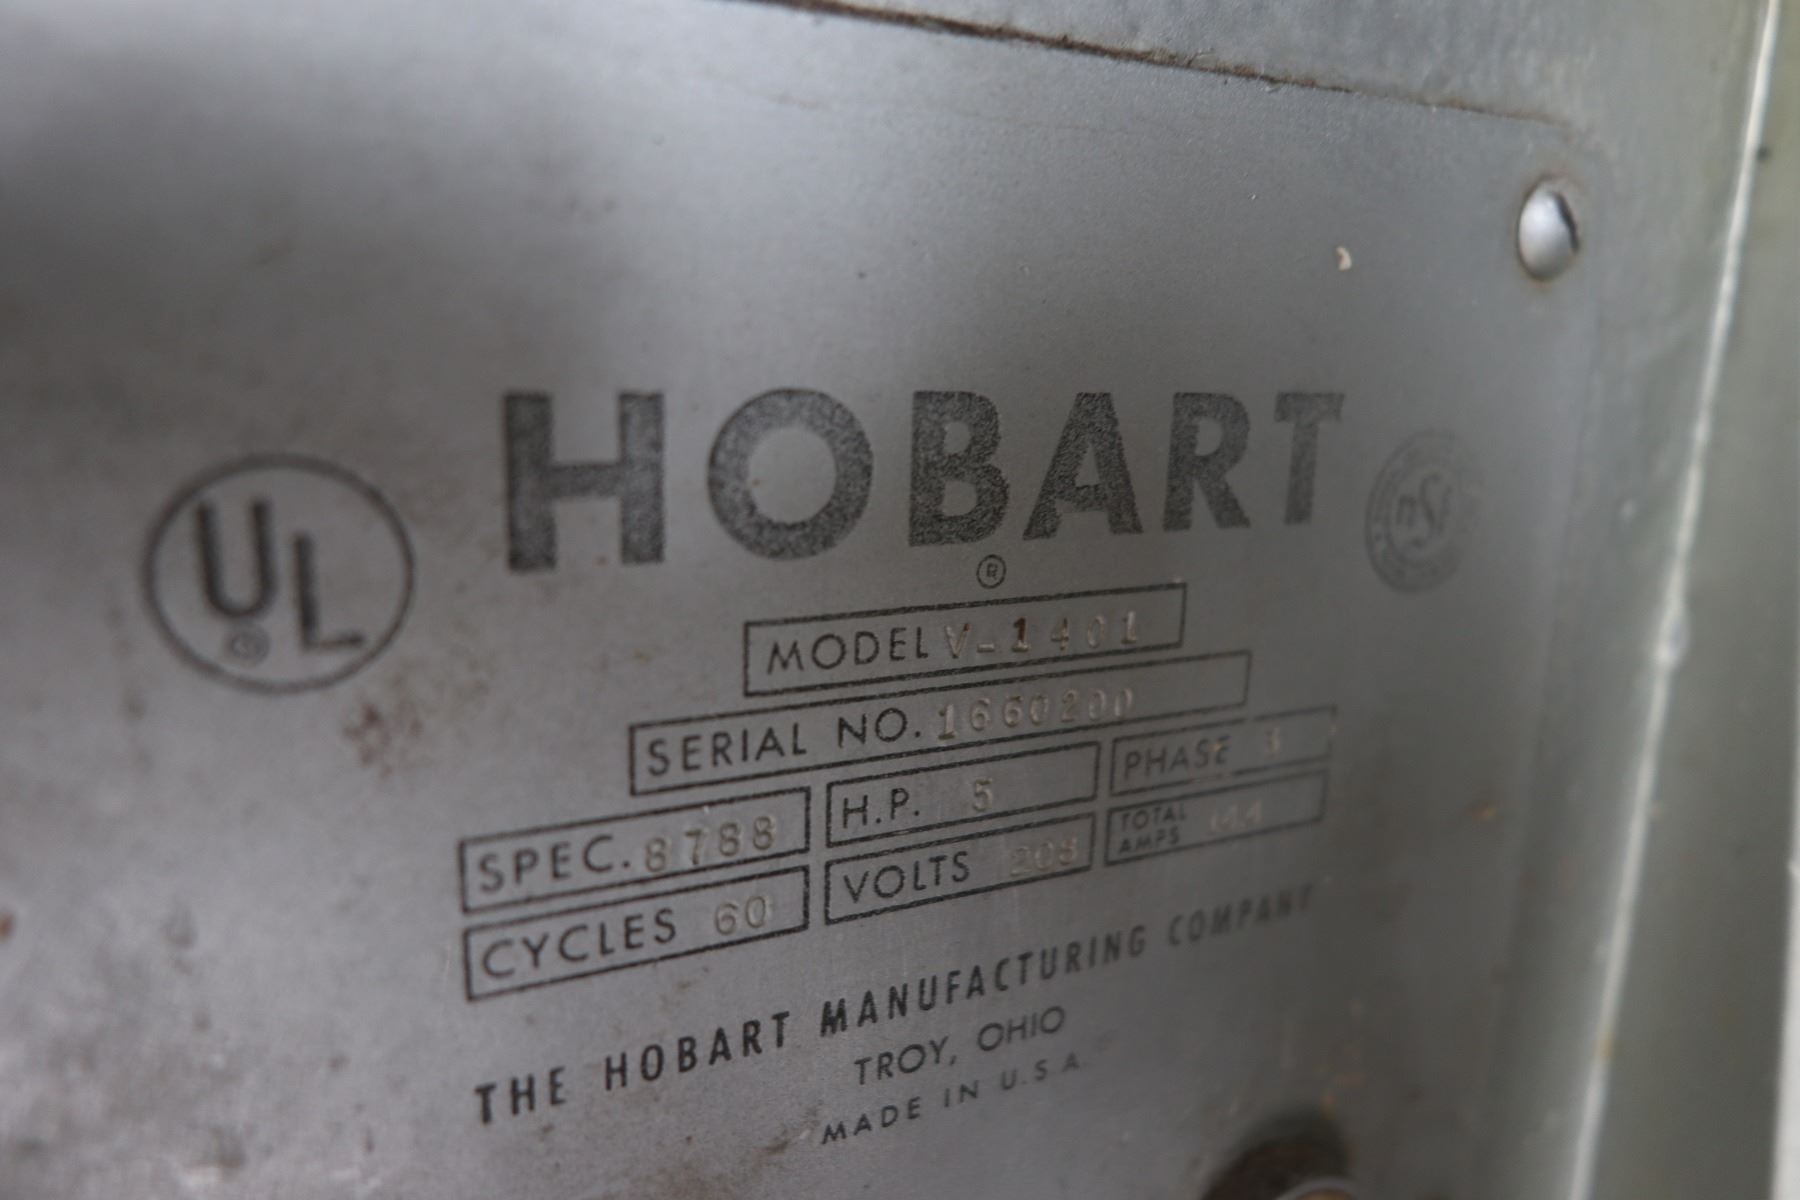 HOBART
UL
®
NSF
MODEL V-1401
SERIAL NO. 1660200
SPEC. 8788 H.P. 5 PHASE 3
CYCLES 60 VOLTS 208 TOTAL AMPS
THE HOBART MANUFACTURING COMPANY
TROY, OHIO
MADE IN U.S.A.